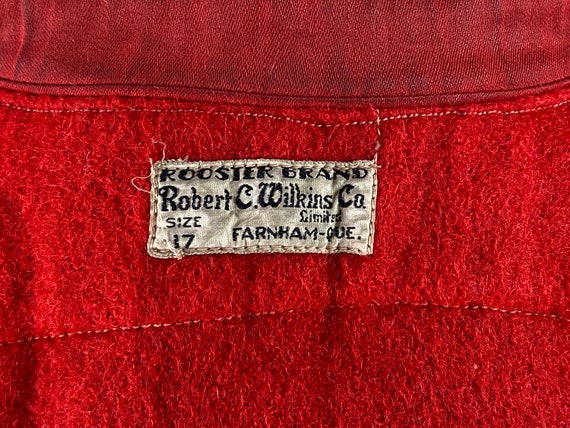 ROOSTER BRAND
Robert C. Wilkins Co.
Limited
SIZE
17 FARNHAM-QUE.